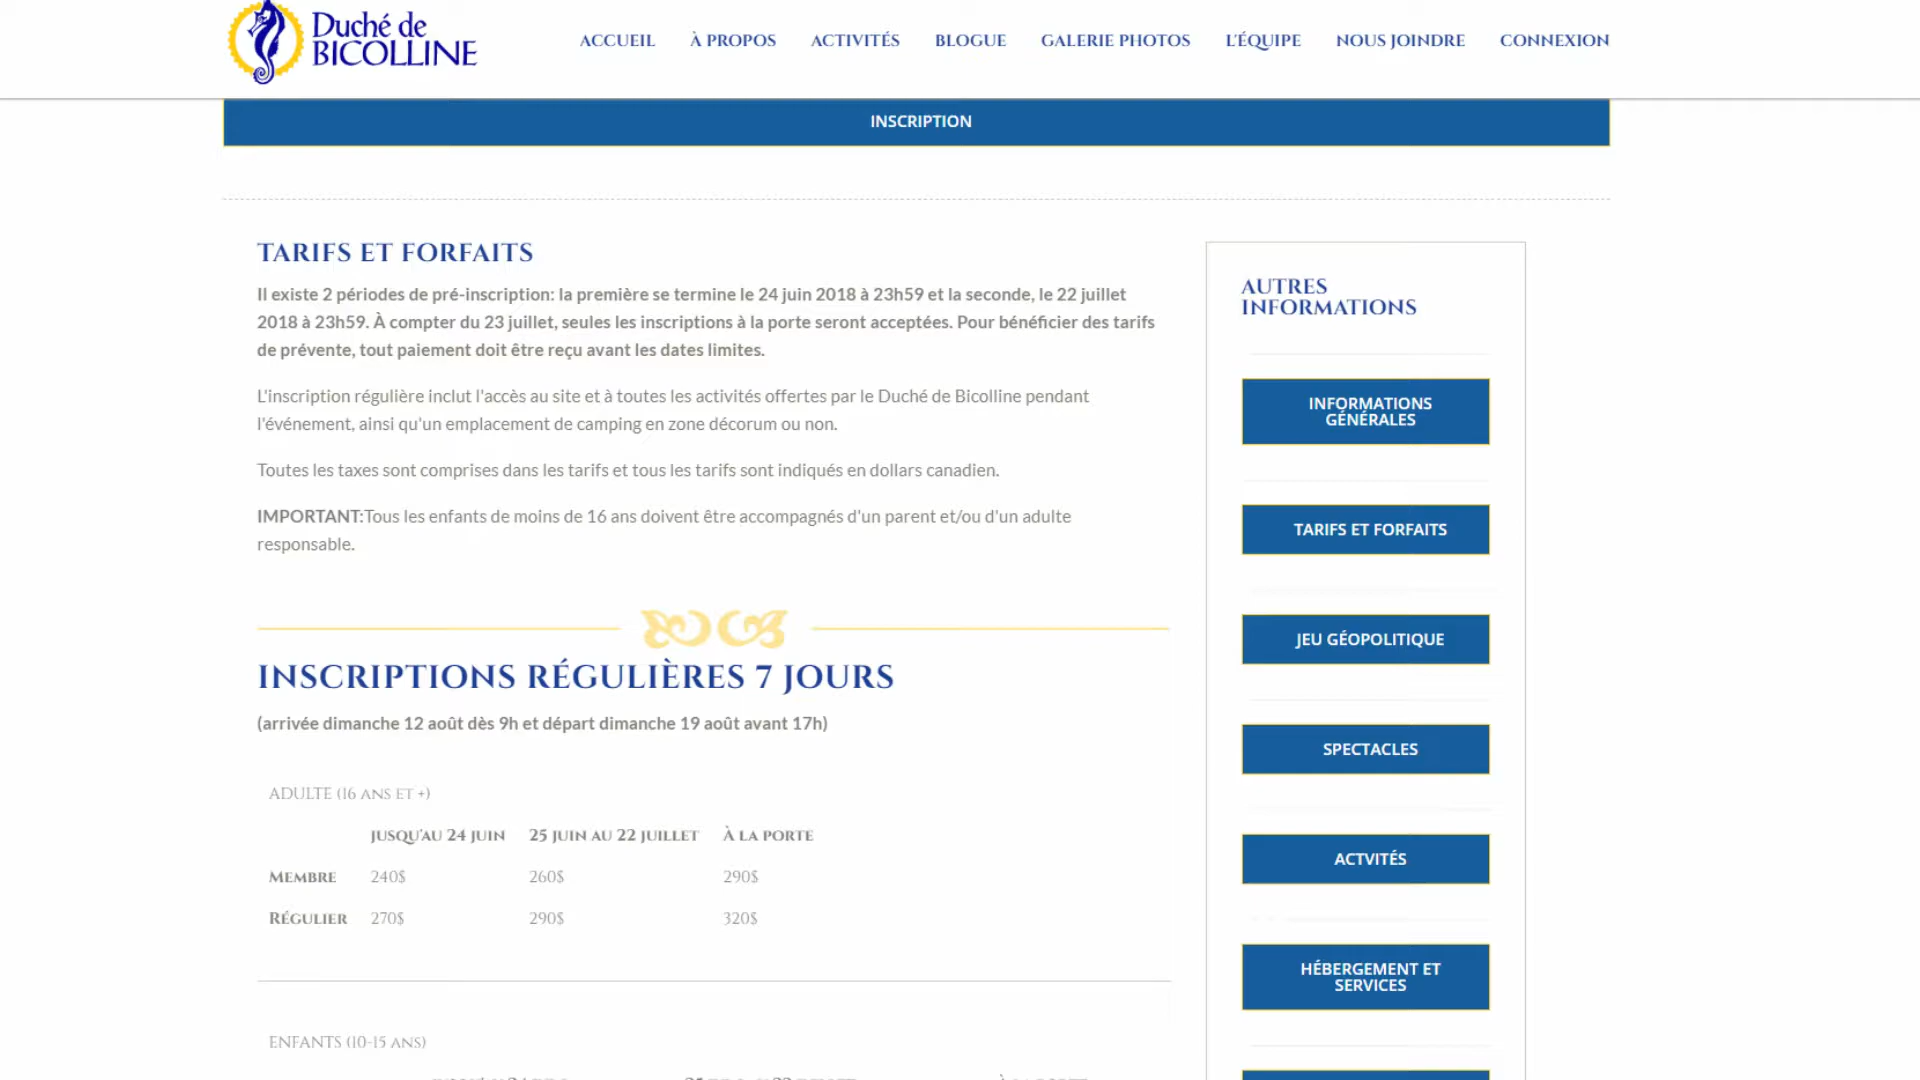 Duché de
BICOLLINE
ACCUEIL
À PROPOS
ACTIVITÉS
BLOGUE
GALERIE PHOTOS
L'ÉQUIPE
NOUS JOINDRE
CONNEXION
INSCRIPTION
TARIFS ET FORFAITS
Il existe 2 périodes de pré-inscription: la première se termine le 24 juin 2018 à 23h59 et la seconde, le 22 juillet
2018 à 23h59. À compter du 23 juillet, seules les inscriptions à la porte seront acceptées. Pour bénéficier des tarifs
de prévente, tout paiement doit être reçu avant les dates limites.
L'inscription régulière inclut l'accès au site et à toutes les activités offertes par le Duché de Bicolline pendant
l'événement, ainsi qu'un emplacement de camping en zone décorum ou non.
Toutes les taxes sont comprises dans les tarifs et tous les tarifs sont indiqués en dollars canadien.
IMPORTANT:Tous les enfants de moins de 16 ans doivent être accompagnés d'un parent et/ou d'un adulte
responsable.
INSCRIPTIONS RÉGULIÈRES 7 JOURS
(arrivée dimanche 12 août dès 9h et départ dimanche 19 août avant 17h)
ADULTE (16 ANS ET +)
JUSQU'AU 24 JUIN 25 JUIN AU 22 JUILLET À LA PORTE
MEMBRE 240$ 260$ 290$
RÉGULIER 270$ 290$ 320$
ENFANTS (10-15 ANS)
AUTRES
INFORMATIONS
INFORMATIONS
GÉNÉRALES
TARIFS ET FORFAITS
JEU GÉOPOLITIQUE
SPECTACLES
ACTVITÉS
HÉBERGEMENT ET
SERVICES